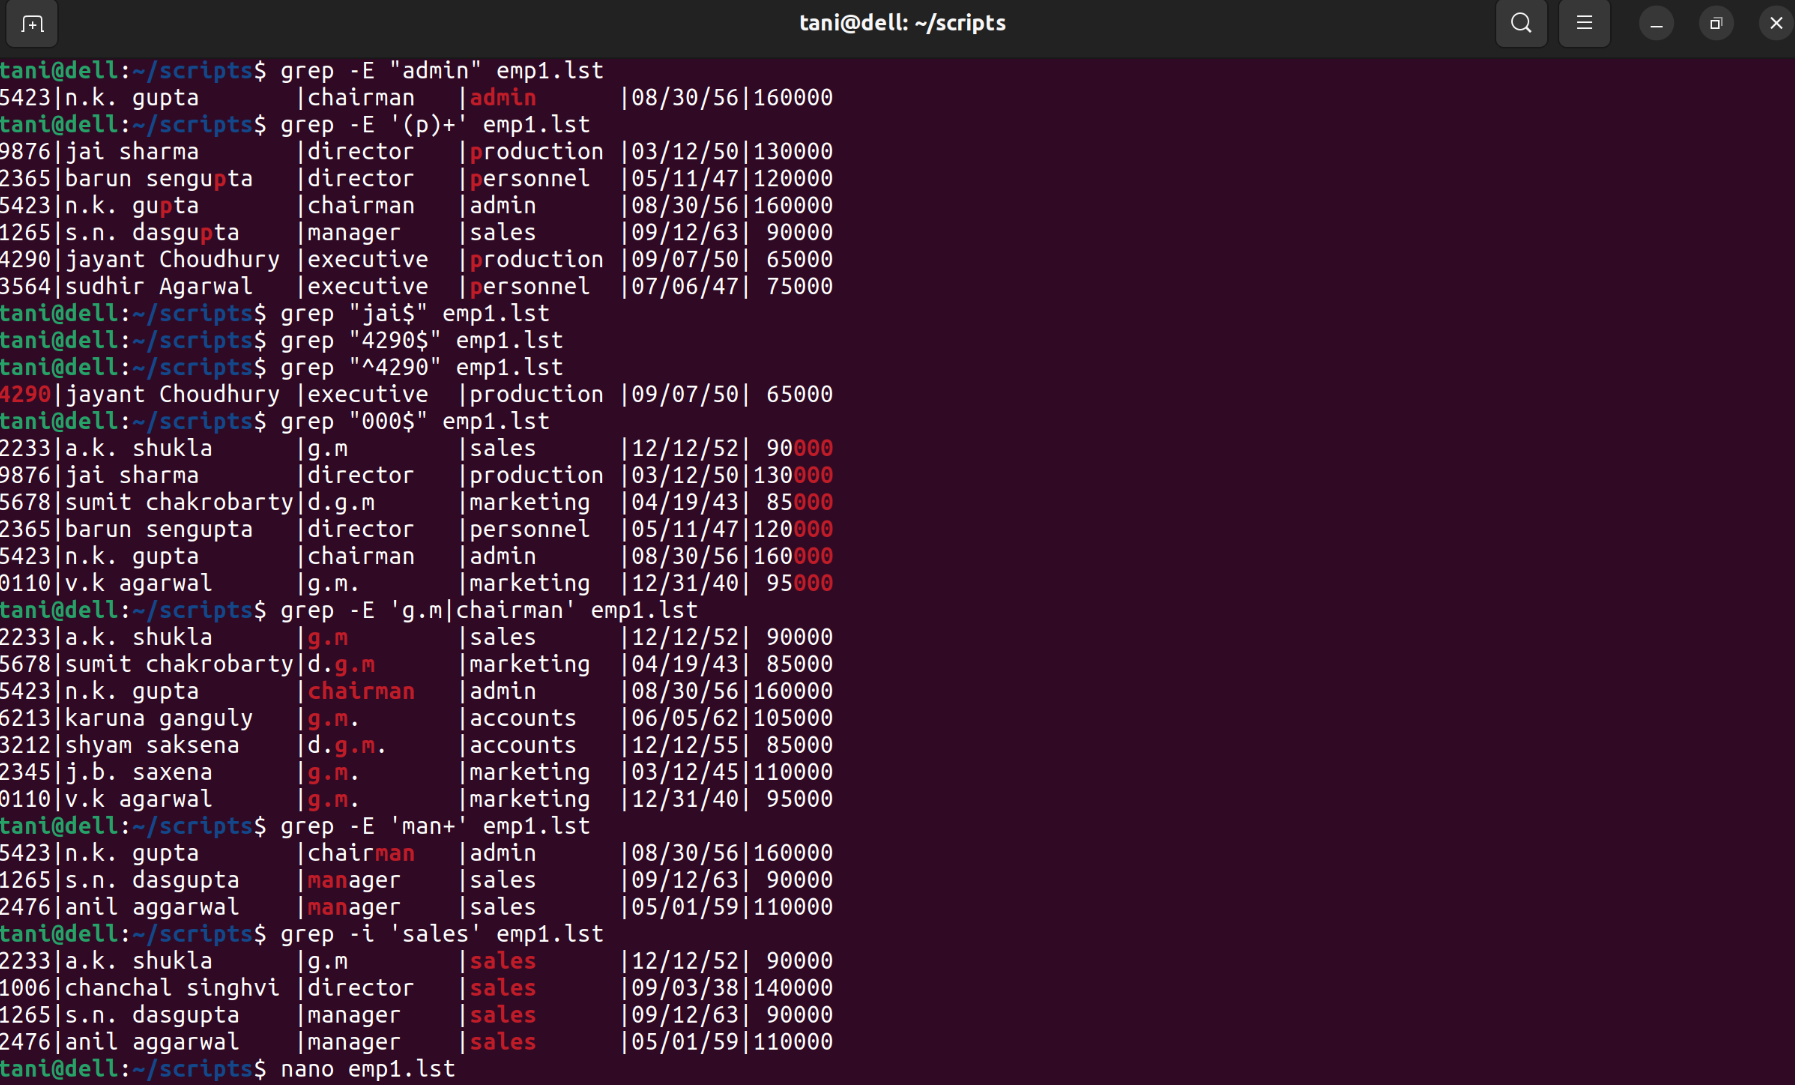 tani@dell: ~/scripts
tani@dell:~/scripts$ grep -E "admin" emp1.lst
5423|n.k. gupta       |chairman   |admin      |08/30/56|160000
tani@dell:~/scripts$ grep -E '(p)+' emp1.lst
9876|jai sharma       |director   |production |03/12/50|130000
2365|barun sengupta   |director   |personnel  |05/11/47|120000
5423|n.k. gupta       |chairman   |admin      |08/30/56|160000
1265|s.n. dasgupta    |manager    |sales      |09/12/63| 90000
4290|jayant Choudhury |executive  |production |09/07/50| 65000
3564|sudhir Agarwal   |executive  |personnel  |07/06/47| 75000
tani@dell:~/scripts$ grep "jai$" emp1.lst
tani@dell:~/scripts$ grep "4290$" emp1.lst
tani@dell:~/scripts$ grep "^4290" emp1.lst
4290|jayant Choudhury |executive  |production |09/07/50| 65000
tani@dell:~/scripts$ grep "000$" emp1.lst
2233|a.k. shukla      |g.m        |sales      |12/12/52| 90000
9876|jai sharma       |director   |production |03/12/50|130000
5678|sumit chakrobarty|d.g.m      |marketing  |04/19/43| 85000
2365|barun sengupta   |director   |personnel  |05/11/47|120000
5423|n.k. gupta       |chairman   |admin      |08/30/56|160000
0110|v.k agarwal      |g.m.       |marketing  |12/31/40| 95000
tani@dell:~/scripts$ grep -E 'g.m|chairman' emp1.lst
2233|a.k. shukla      |g.m        |sales      |12/12/52| 90000
5678|sumit chakrobarty|d.g.m      |marketing  |04/19/43| 85000
5423|n.k. gupta       |chairman   |admin      |08/30/56|160000
6213|karuna ganguly   |g.m.       |accounts   |06/05/62|105000
3212|shyam saksena    |d.g.m.     |accounts   |12/12/55| 85000
2345|j.b. saxena      |g.m.       |marketing  |03/12/45|110000
0110|v.k agarwal      |g.m.       |marketing  |12/31/40| 95000
tani@dell:~/scripts$ grep -E 'man+' emp1.lst
5423|n.k. gupta       |chairman   |admin      |08/30/56|160000
1265|s.n. dasgupta    |manager    |sales      |09/12/63| 90000
2476|anil aggarwal    |manager    |sales      |05/01/59|110000
tani@dell:~/scripts$ grep -i 'sales' emp1.lst
2233|a.k. shukla      |g.m        |sales      |12/12/52| 90000
1006|chanchal singhvi |director   |sales      |09/03/38|140000
1265|s.n. dasgupta    |manager    |sales      |09/12/63| 90000
2476|anil aggarwal    |manager    |sales      |05/01/59|110000
tani@dell:~/scripts$ nano emp1.lst